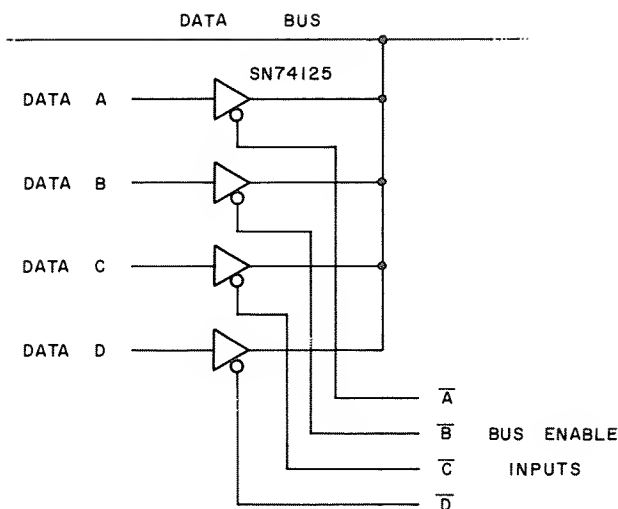 DATA BUS
SN74125
DATA A
DATA B
DATA C
DATA D
A̅
B̅ BUS ENABLE
C̅ INPUTS
D̅